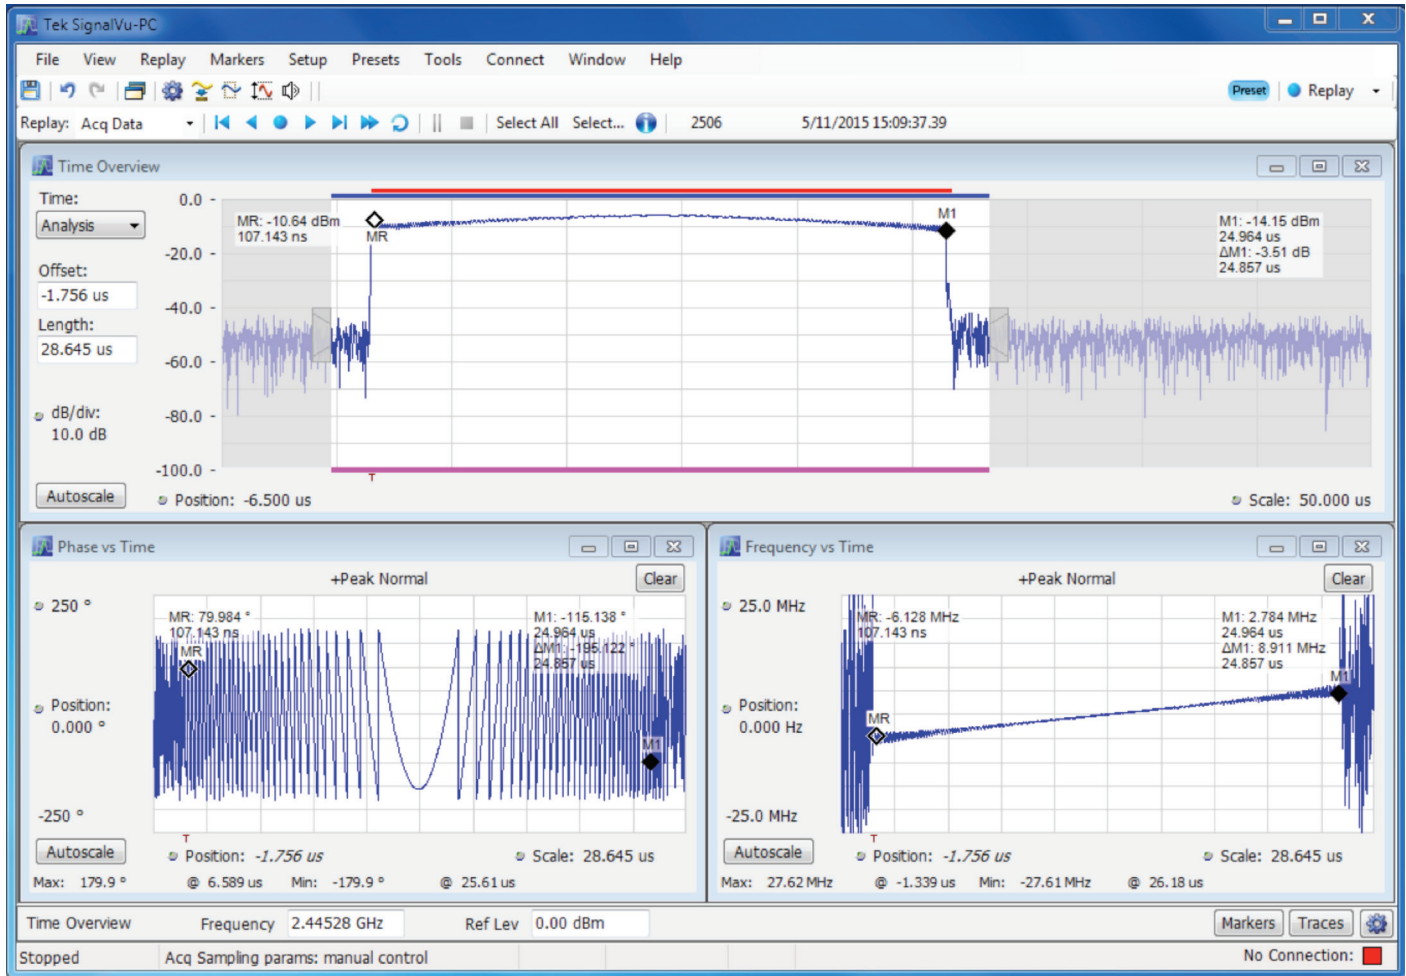 Tek SignalVu-PC
File View Replay Markers Setup Presets Tools Connect Window Help
Preset Replay
Replay: Acq Data Select All Select... 2506 5/11/2015 15:09:37.39
Time Overview
Time:
Analysis
Offset:
-1.756 us
Length:
28.645 us
dB/div:
10.0 dB
Autoscale
0.0 -
-20.0 -
-40.0 -
-60.0 -
-80.0 -
-100.0 -
MR: -10.64 dBm
107.143 ns
MR
M1
M1: -14.15 dBm
24.964 us
ΔM1: -3.51 dB
24.857 us
T
Position: -6.500 us Scale: 50.000 us
Phase vs Time
+Peak Normal Clear
250 °
Position:
0.000 °
-250 °
Autoscale
MR: 79.984 °
107.143 ns
MR
M1: -115.138 °
24.964 us
ΔM1: -195.122 °
24.857 us
M1
T
Position: -1.756 us Scale: 28.645 us
Max: 179.9 ° @ 6.589 us Min: -179.9 ° @ 25.61 us
Frequency vs Time
+Peak Normal Clear
25.0 MHz
Position:
0.000 Hz
-25.0 MHz
Autoscale
MR: -6.128 MHz
107.143 ns
MR
M1: 2.784 MHz
24.964 us
ΔM1: 8.911 MHz
24.857 us
M1
T
Position: -1.756 us Scale: 28.645 us
Max: 27.62 MHz @ -1.339 us Min: -27.61 MHz @ 26.18 us
Time Overview Frequency 2.44528 GHz Ref Lev 0.00 dBm Markers Traces
Stopped Acq Sampling params: manual control No Connection: